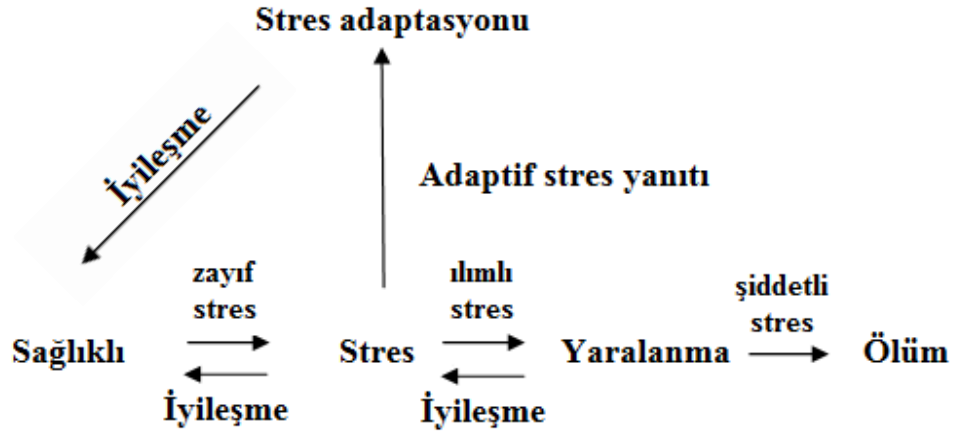 Stres adaptasyonu
İyileşme
Adaptif stres yanıtı
zayıf
stres
ılımlı
stres
şiddetli
stres
Sağlıklı
Stres
Yaralanma
Ölüm
İyileşme
İyileşme